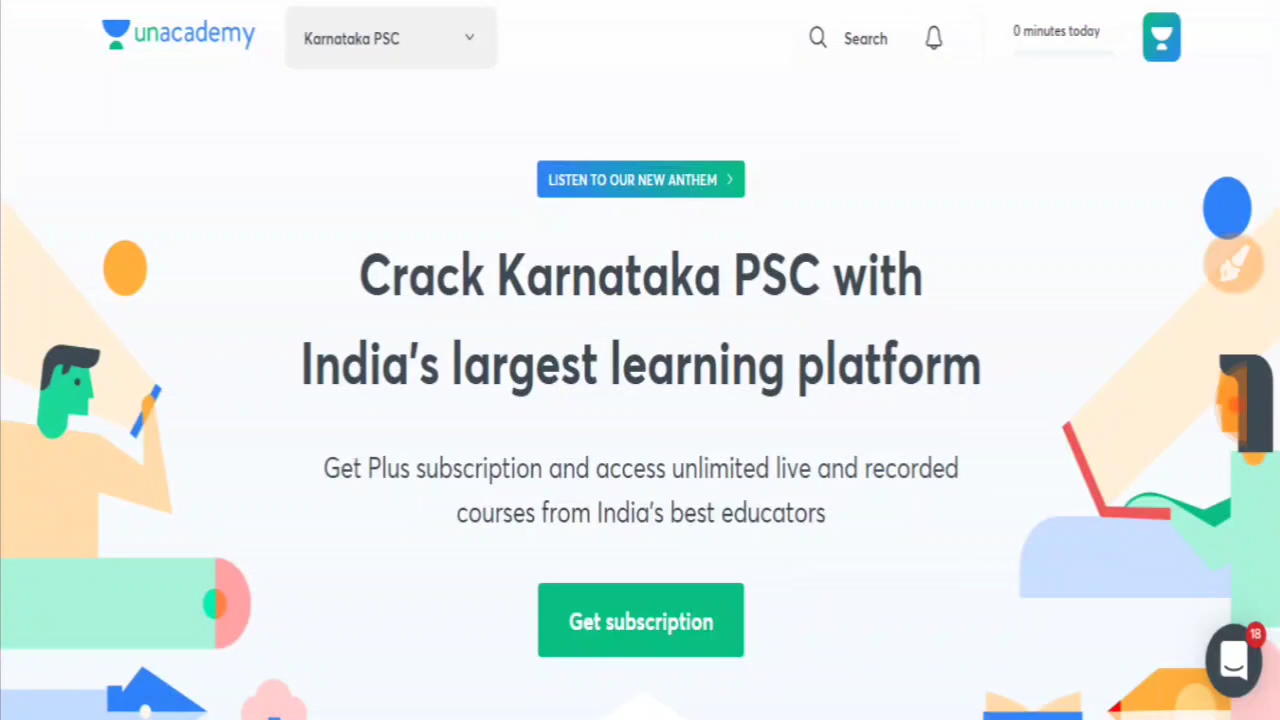 unacademy
Karnataka PSC
Search
0 minutes today
LISTEN TO OUR NEW ANTHEM
Crack Karnataka PSC with
India's largest learning platform
Get Plus subscription and access unlimited live and recorded
courses from India's best educators
Get subscription
18